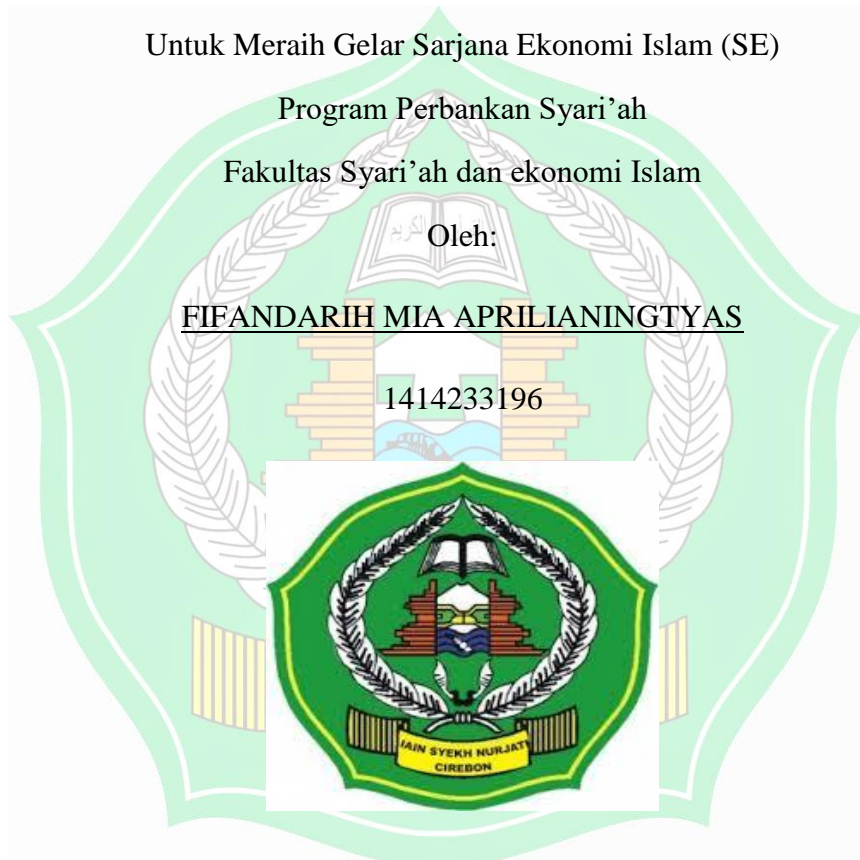 Untuk Meraih Gelar Sarjana Ekonomi Islam (SE)
Program Perbankan Syari’ah
Fakultas Syari’ah dan ekonomi Islam
Oleh:
FIFANDARIH MIA APRILIANINGTYAS
1414233196
IAIN SYEKH NURJATI
CIREBON